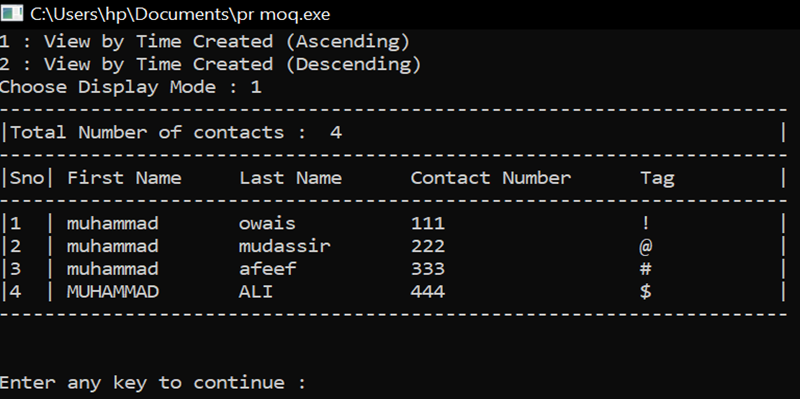 C:\Users\hp\Documents\pr moq.exe
1 : View by Time Created (Ascending)
2 : View by Time Created (Descending)
Choose Display Mode : 1
---------------------------------------------------------------------
|Total Number of contacts :  4                                      |
---------------------------------------------------------------------
|Sno| First Name     Last Name      Contact Number      Tag         |
---------------------------------------------------------------------
|1  | muhammad       owais          111                 !           |
|2  | muhammad       mudassir       222                 @           |
|3  | muhammad       afeef          333                 #           |
|4  | MUHAMMAD       ALI            444                 $           |
---------------------------------------------------------------------
Enter any key to continue :